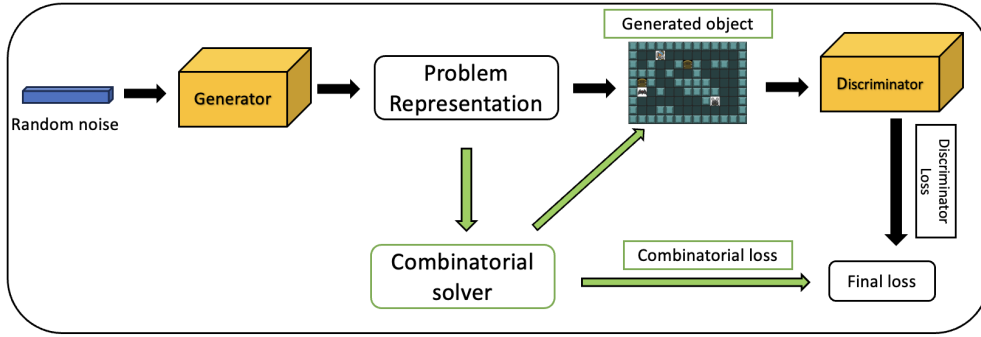 Generated object
Problem
Representation
Generator
Discriminator
Random noise
Discriminator
Loss
Combinatorial
solver
Combinatorial loss
Final loss